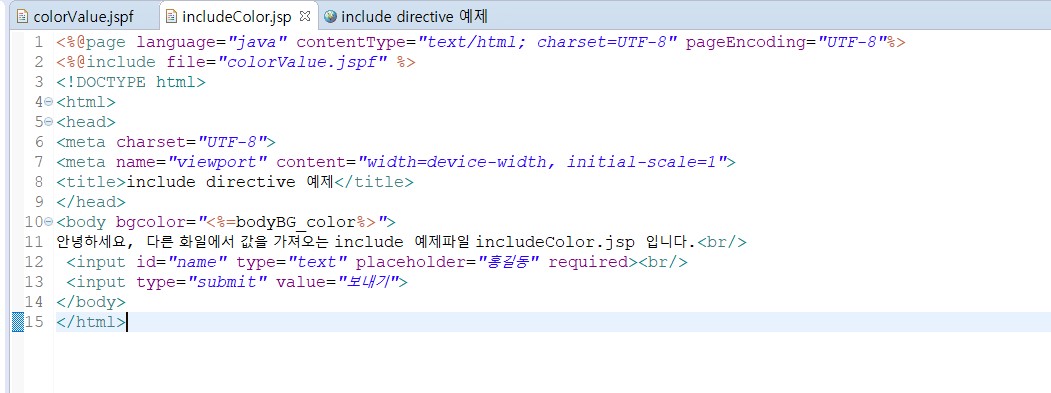 colorValue.jspf includeColor.jsp include directive 예제
1 <%@page language="java" contentType="text/html; charset=UTF-8" pageEncoding="UTF-8"%>
2 <%@include file="colorValue.jspf" %>
3 <!DOCTYPE html>
4 <html>
5 <head>
6 <meta charset="UTF-8">
7 <meta name="viewport" content="width=device-width, initial-scale=1">
8 <title>include directive 예제</title>
9 </head>
10 <body bgcolor="<%=bodyBG_color%>">
11 안녕하세요, 다른 화일에서 값을 가져오는 include 예제파일 includeColor.jsp 입니다.<br/>
12 <input id="name" type="text" placeholder="홍길동" required><br/>
13 <input type="submit" value="보내기">
14 </body>
15 </html>